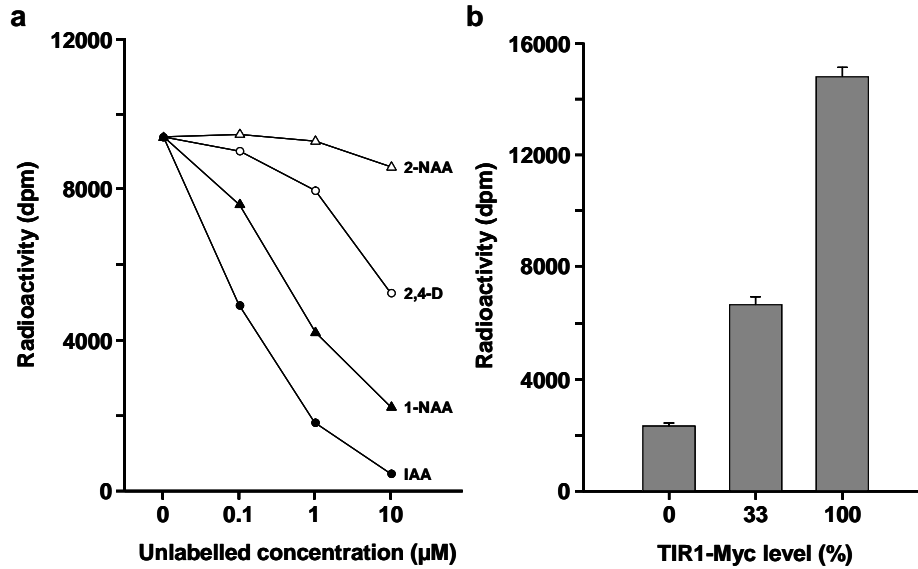 a
12000
8000
4000
0
Radioactivity (dpm)
2-NAA
2,4-D
1-NAA
IAA
0 0.1 1 10
Unlabelled concentration (µM)
b
16000
12000
8000
4000
0
Radioactivity (dpm)
0 33 100
TIR1-Myc level (%)